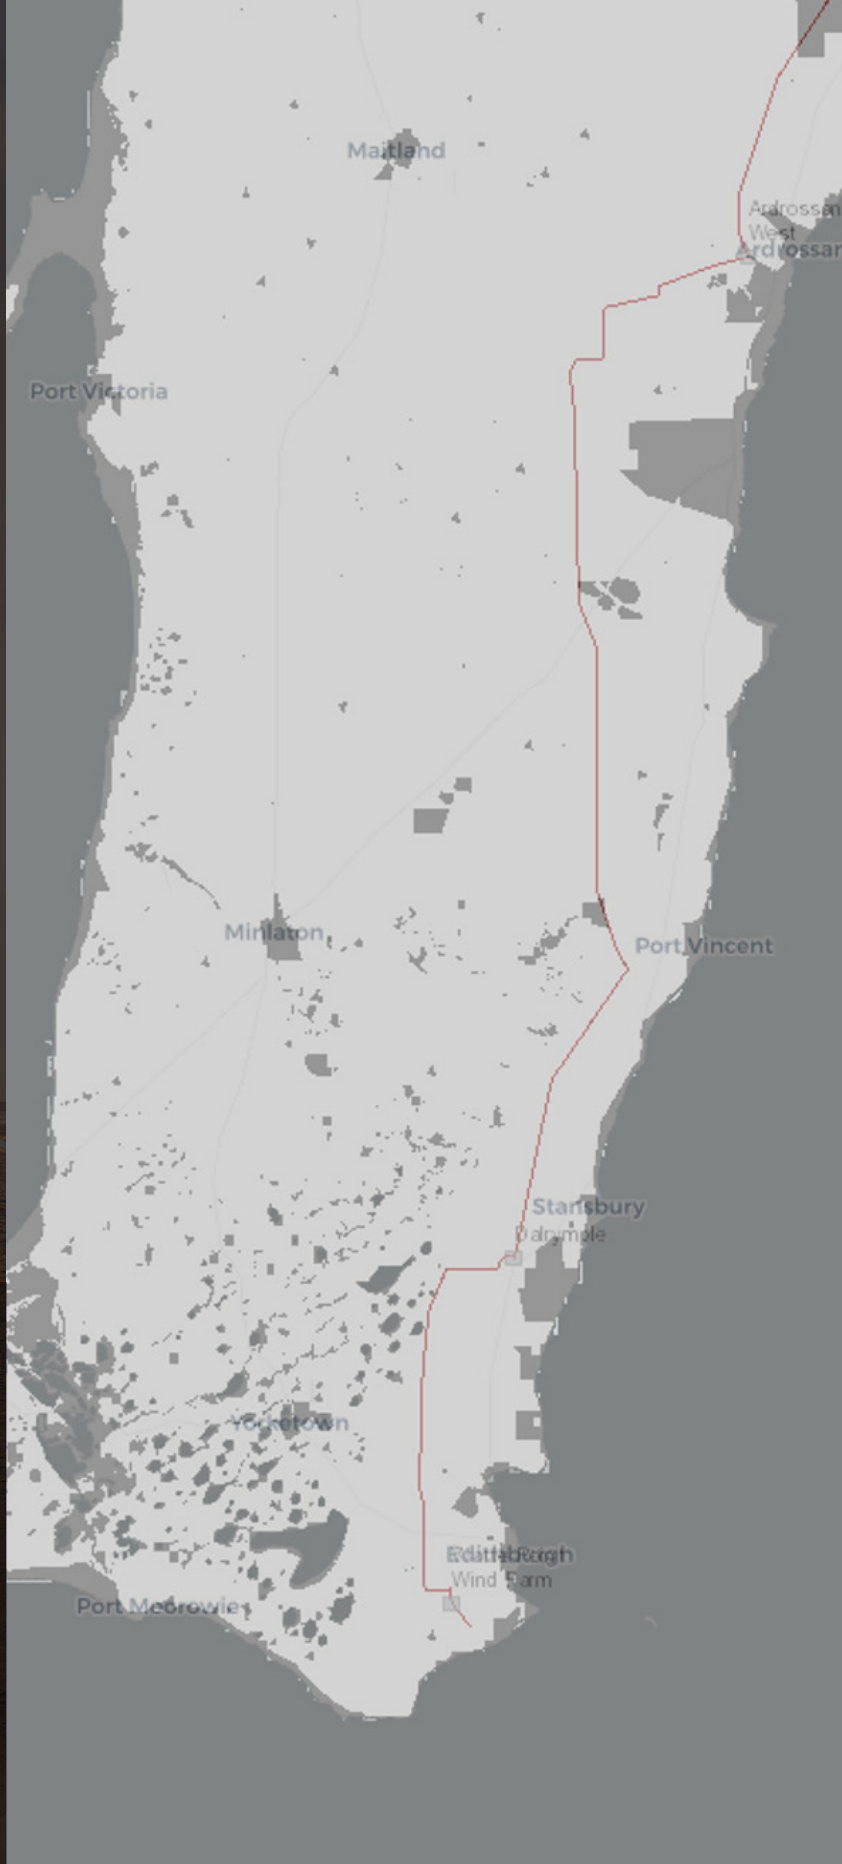 Maitland
Ardrossan
West
Ardrossan
Port Victoria
Minlaton
Port Vincent
Stansbury
Dalrymple
Yorketown
Wind Farm
Port Moorowie